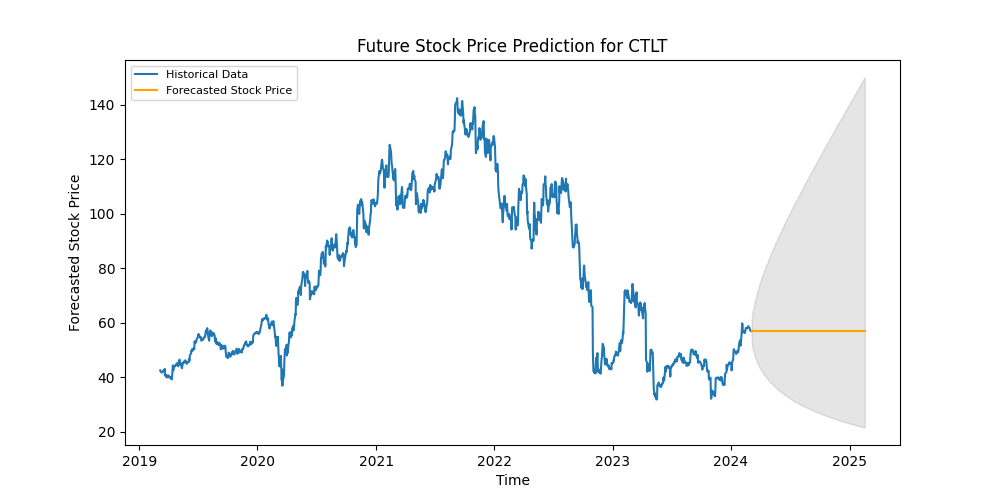 Future Stock Price Prediction for CTLT
Historical Data
Forecasted Stock Price
Forecasted Stock Price
140
120
100
80
60
40
20
2019 2020 2021 2022 2023 2024 2025
Time